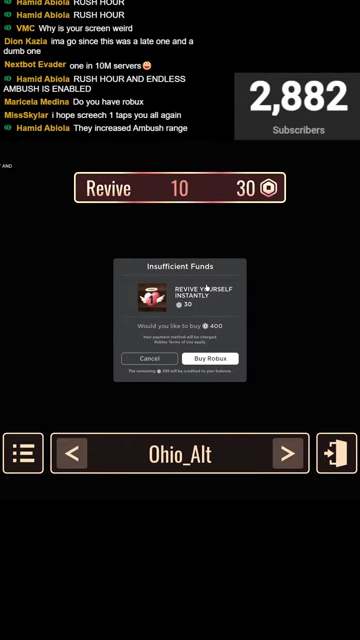 Hamid Abiola RUSH HOUR
Hamid Abiola RUSH HOUR
VMC Why is your screen weird
Dion Kazia ima go since this was a late one and a
dumb one
Nextbot Evader one in 10M servers😛
Hamid Abiola RUSH HOUR AND ENDLESS
AMBUSH IS ENABLED
Maricela Medina Do you have robux
MissSkylar i hope screech 1 taps you all again
Hamid Abiola They increased Ambush range
2,882
Subscribers
AND
Revive 10 30
Insufficient Funds
REVIVE YOURSELF
INSTANTLY
30
Would you like to buy 400
Your payment method will be charged.
Roblox Terms of Use apply.
Cancel
Buy Robux
The remaining 399 will be credited to your balance.
< Ohio_Alt >